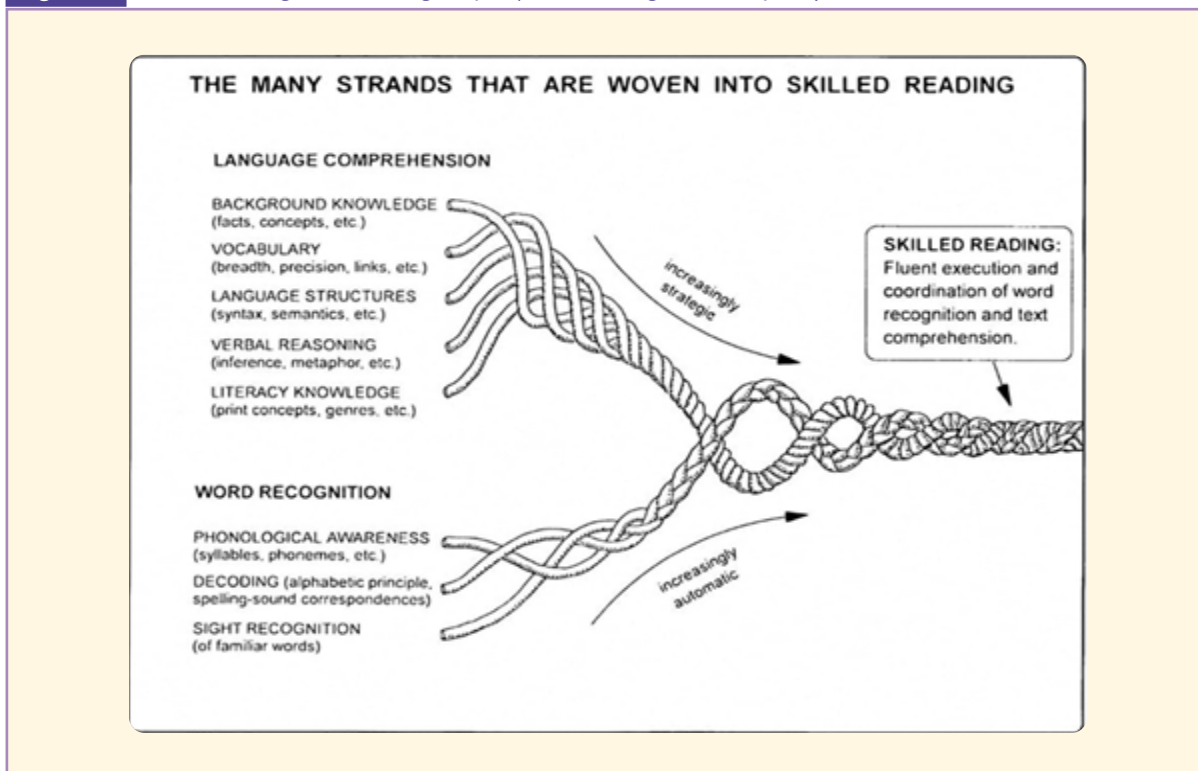 THE MANY STRANDS THAT ARE WOVEN INTO SKILLED READING
LANGUAGE COMPREHENSION
BACKGROUND KNOWLEDGE
(facts, concepts, etc.)
VOCABULARY
(breadth, precision, links, etc.)
LANGUAGE STRUCTURES
(syntax, semantics, etc.)
VERBAL REASONING
(inference, metaphor, etc.)
LITERACY KNOWLEDGE
(print concepts, genres, etc.)
increasingly
strategic
SKILLED READING:
Fluent execution and
coordination of word
recognition and text
comprehension.
WORD RECOGNITION
PHONOLOGICAL AWARENESS
(syllables, phonemes, etc.)
DECODING (alphabetic principle,
spelling-sound correspondences)
SIGHT RECOGNITION
(of familiar words)
increasingly
automatic